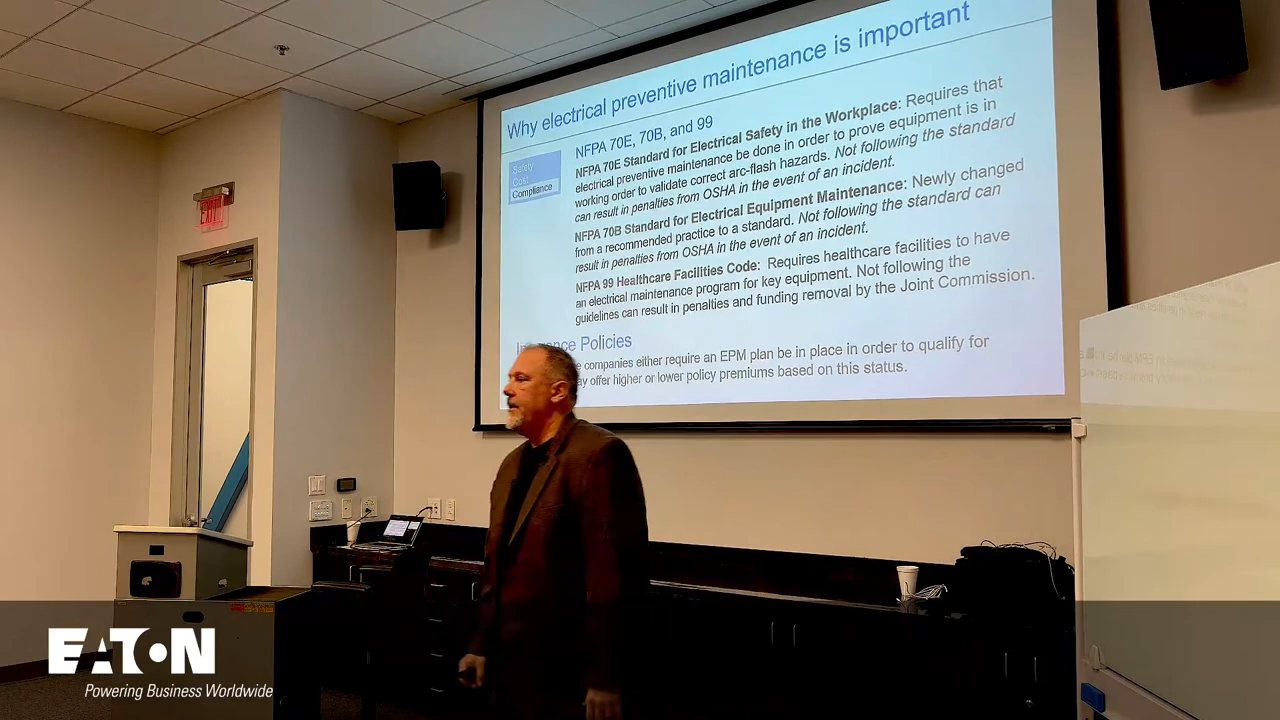 Why electrical preventive maintenance is important
NFPA 70E, 70B, and 99
Safety
Cost
Compliance
NFPA 70E Standard for Electrical Safety in the Workplace: Requires that
electrical preventive maintenance be done in order to prove equipment is in
working order to validate correct arc-flash hazards. Not following the standard
can result in penalties from OSHA in the event of an incident.
NFPA 70B Standard for Electrical Equipment Maintenance: Newly changed
from a recommended practice to a standard. Not following the standard can
result in penalties from OSHA in the event of an incident.
NFPA 99 Healthcare Facilities Code: Requires healthcare facilities to have
an electrical maintenance program for key equipment. Not following the
guidelines can result in penalties and funding removal by the Joint Commission.
Policies
companies either require an EPM plan be in place in order to qualify for
offer higher or lower policy premiums based on this status.
EXIT
EATON
Powering Business Worldwide